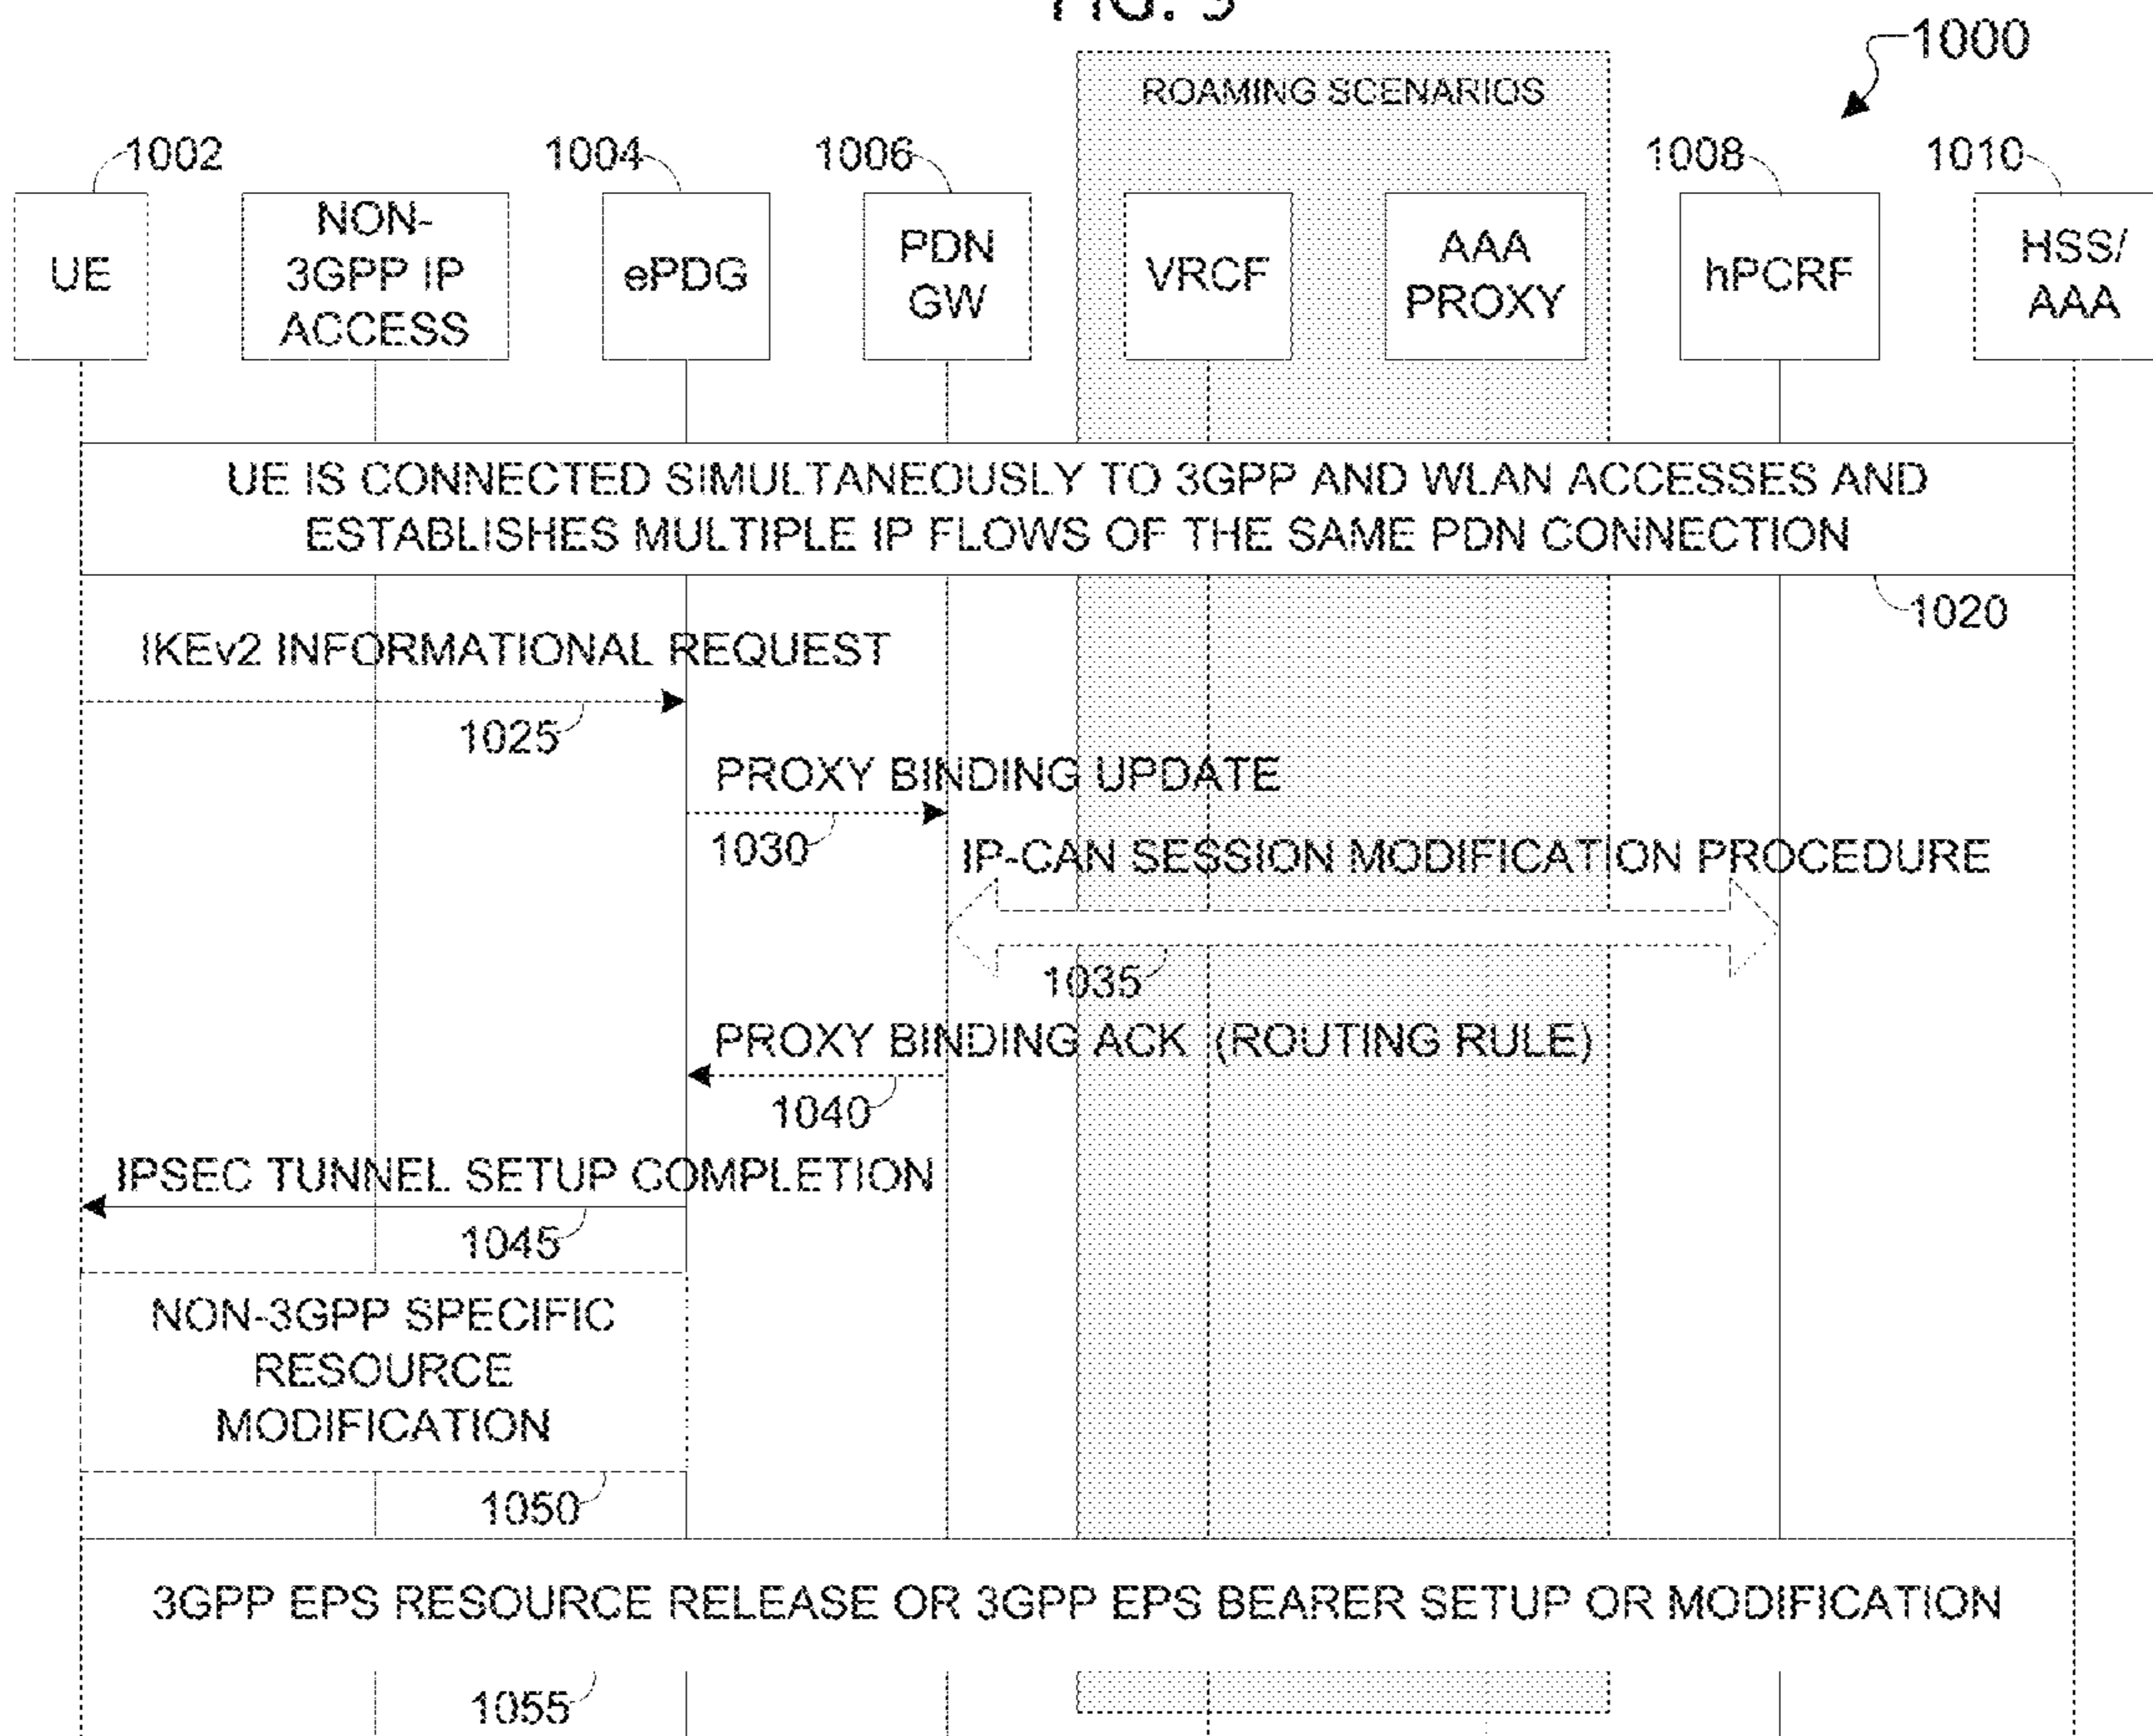 FIG. 9
1000
ROAMING SCENARIOS
1002
1004
1006
1008
1010
UE
NON-
3GPP IP
ACCESS
ePDG
PDN
GW
VRCF
AAA
PROXY
hPCRF
HSS/
AAA
UE IS CONNECTED SIMULTANEOUSLY TO 3GPP AND WLAN ACCESSES AND
ESTABLISHES MULTIPLE IP FLOWS OF THE SAME PDN CONNECTION
1020
IKEv2 INFORMATIONAL REQUEST
1025
PROXY BINDING UPDATE
1030
IP-CAN SESSION MODIFICATION PROCEDURE
1035
PROXY BINDING ACK (ROUTING RULE)
1040
IPSEC TUNNEL SETUP COMPLETION
1045
NON-3GPP SPECIFIC
RESOURCE
MODIFICATION
1050
3GPP EPS RESOURCE RELEASE OR 3GPP EPS BEARER SETUP OR MODIFICATION
1055